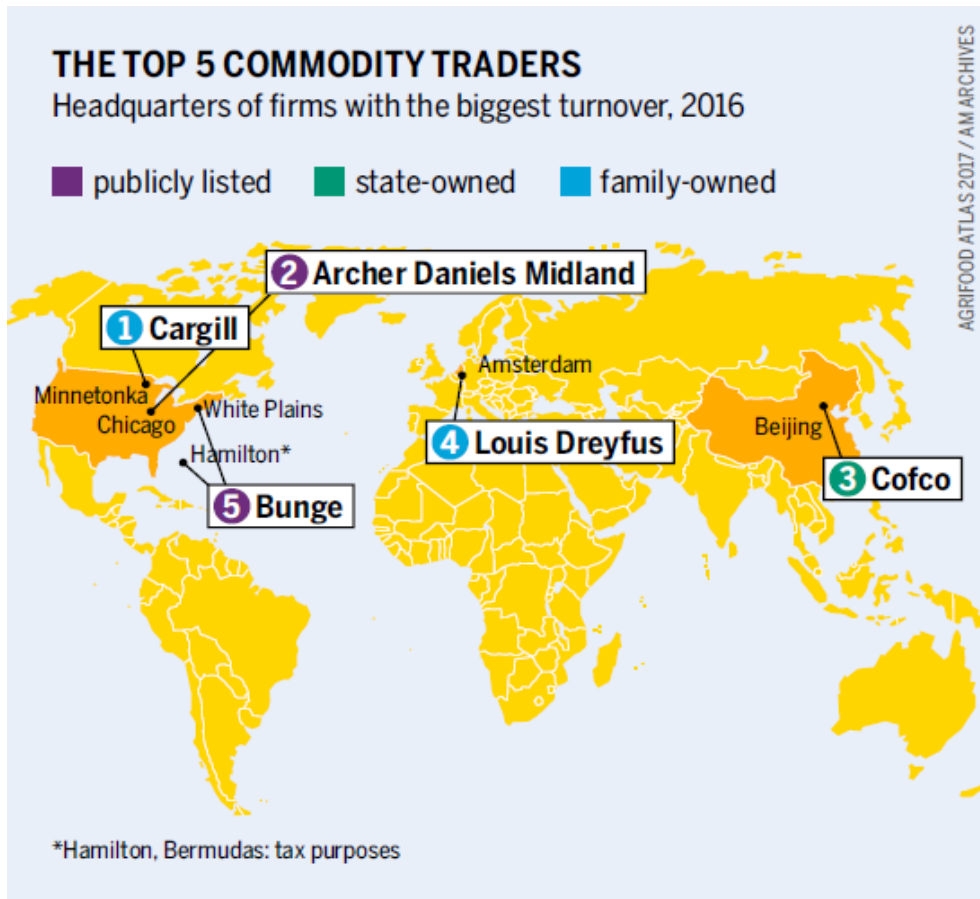 THE TOP 5 COMMODITY TRADERS
Headquarters of firms with the biggest turnover, 2016
publicly listed
state-owned
family-owned
AGRIFOOD ATLAS 2017 / AM ARCHIVES
2 Archer Daniels Midland
1 Cargill
Minnetonka
Chicago
White Plains
Hamilton*
5 Bunge
Amsterdam
4 Louis Dreyfus
Beijing
3 Cofco
*Hamilton, Bermudas: tax purposes